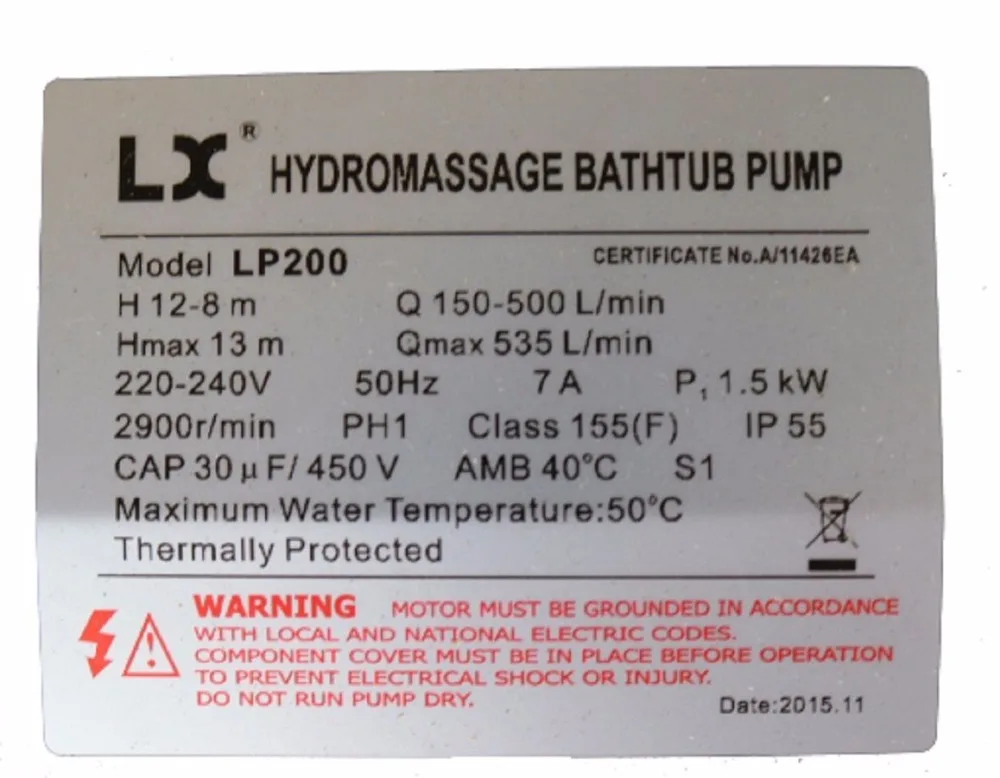 LX® HYDROMASSAGE BATHTUB PUMP
Model LP200 CERTIFICATE No.A/11426EA
H 12-8 m Q 150-500 L/min
Hmax 13 m Qmax 535 L/min
220-240V 50Hz 7 A P₁ 1.5 kW
2900r/min PH1 Class 155(F) IP 55
CAP 30 µF/ 450 V AMB 40°C S1
Maximum Water Temperature:50°C
Thermally Protected
WARNING MOTOR MUST BE GROUNDED IN ACCORDANCE
WITH LOCAL AND NATIONAL ELECTRIC CODES.
COMPONENT COVER MUST BE IN PLACE BEFORE OPERATION
TO PREVENT ELECTRICAL SHOCK OR INJURY.
DO NOT RUN PUMP DRY.
Date:2015.11